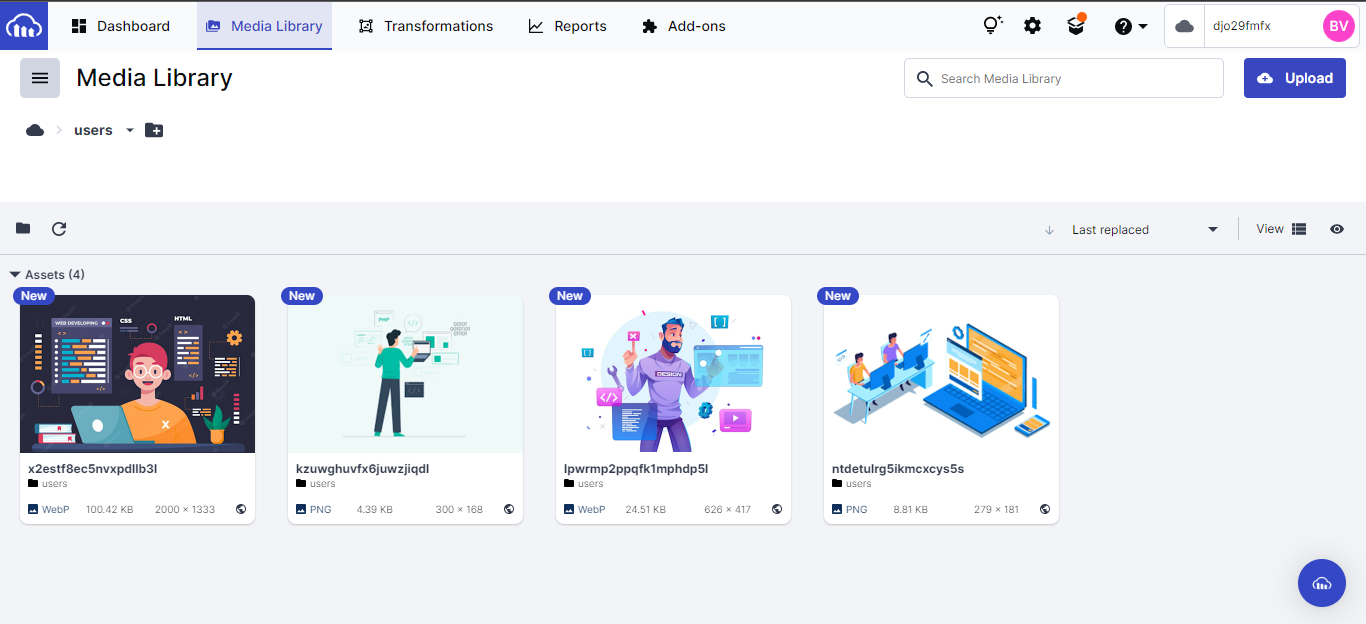 Dashboard
Media Library
Transformations
Reports
Add-ons
djo29fmfx
BV
Media Library
Search Media Library
Upload
users
Last replaced
View
Assets (4)
New
New
New
New
WEB DEVELOPING
CSS
HTML
PHP
DESIGN
x2estf8ec5nvxpdllb3l
users
WebP 100.42 KB 2000 × 1333
kzuwghuvfx6juwzjiqdl
users
PNG 4.39 KB 300 × 168
lpwrmp2ppqfk1mphdp5l
users
WebP 24.51 KB 626 × 417
ntdetulrg5ikmcxcys5s
users
PNG 8.81 KB 279 × 181